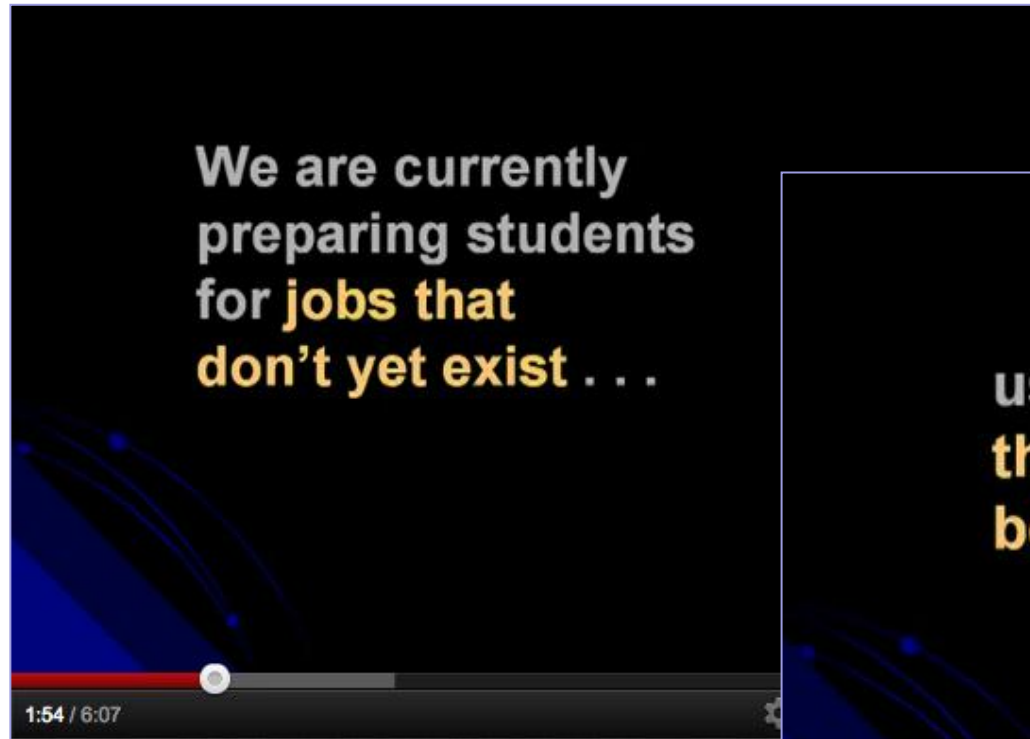 We are currently
preparing students
for jobs that
don’t yet exist . . .
1:54 / 6:07